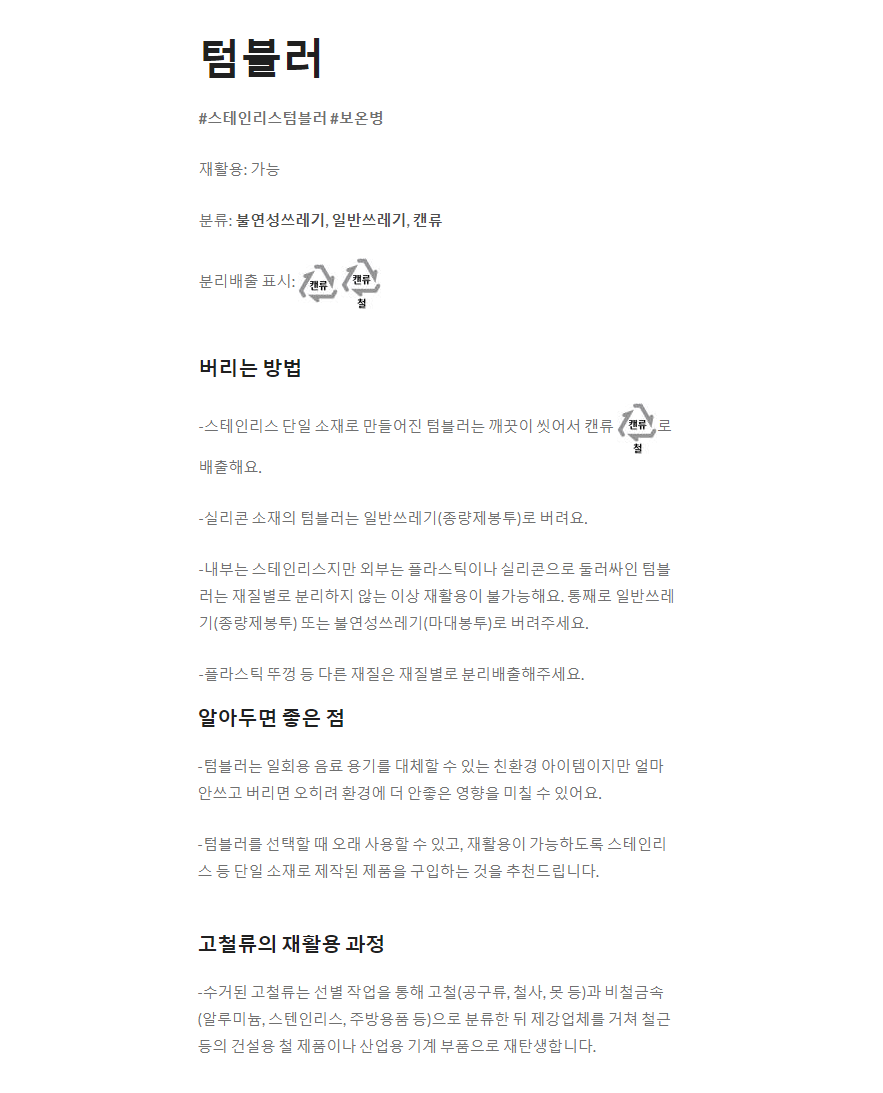 텀블러
#스테인리스텀블러 #보온병
재활용: 가능
분류: 불연성쓰레기, 일반쓰레기, 캔류
분리배출 표시: 캔류 캔류 철
버리는 방법
-스테인리스 단일 소재로 만들어진 텀블러는 깨끗이 씻어서 캔류 캔류 철 로
배출해요.
-실리콘 소재의 텀블러는 일반쓰레기(종량제봉투)로 버려요.
-내부는 스테인리스지만 외부는 플라스틱이나 실리콘으로 둘러싸인 텀블
러는 재질별로 분리하지 않는 이상 재활용이 불가능해요. 통째로 일반쓰레
기(종량제봉투) 또는 불연성쓰레기(마대봉투)로 버려주세요.
-플라스틱 뚜껑 등 다른 재질은 재질별로 분리배출해주세요.
알아두면 좋은 점
-텀블러는 일회용 음료 용기를 대체할 수 있는 친환경 아이템이지만 얼마
안쓰고 버리면 오히려 환경에 더 안좋은 영향을 미칠 수 있어요.
-텀블러를 선택할 때 오래 사용할 수 있고, 재활용이 가능하도록 스테인리
스 등 단일 소재로 제작된 제품을 구입하는 것을 추천드립니다.
고철류의 재활용 과정
-수거된 고철류는 선별 작업을 통해 고철(공구류, 철사, 못 등)과 비철금속
(알루미늄, 스텐인리스, 주방용품 등)으로 분류한 뒤 제강업체를 거쳐 철근
등의 건설용 철 제품이나 산업용 기계 부품으로 재탄생합니다.